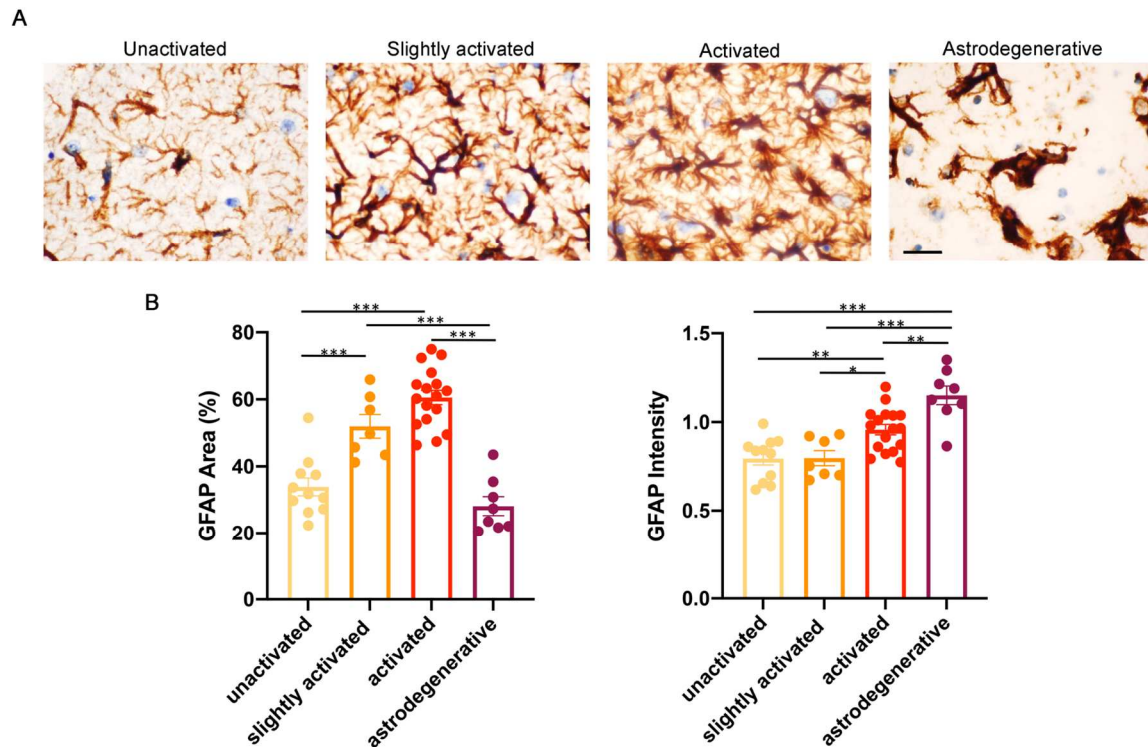 A
Unactivated
Slightly activated
Activated
Astrodegenerative
B
***
***
***
***
GFAP Area (%)
80
60
40
20
0
unactivated
slightly activated
activated
astrodegenerative
***
***
**
**
*
GFAP Intensity
1.5
1.0
0.5
0.0
unactivated
slightly activated
activated
astrodegenerative